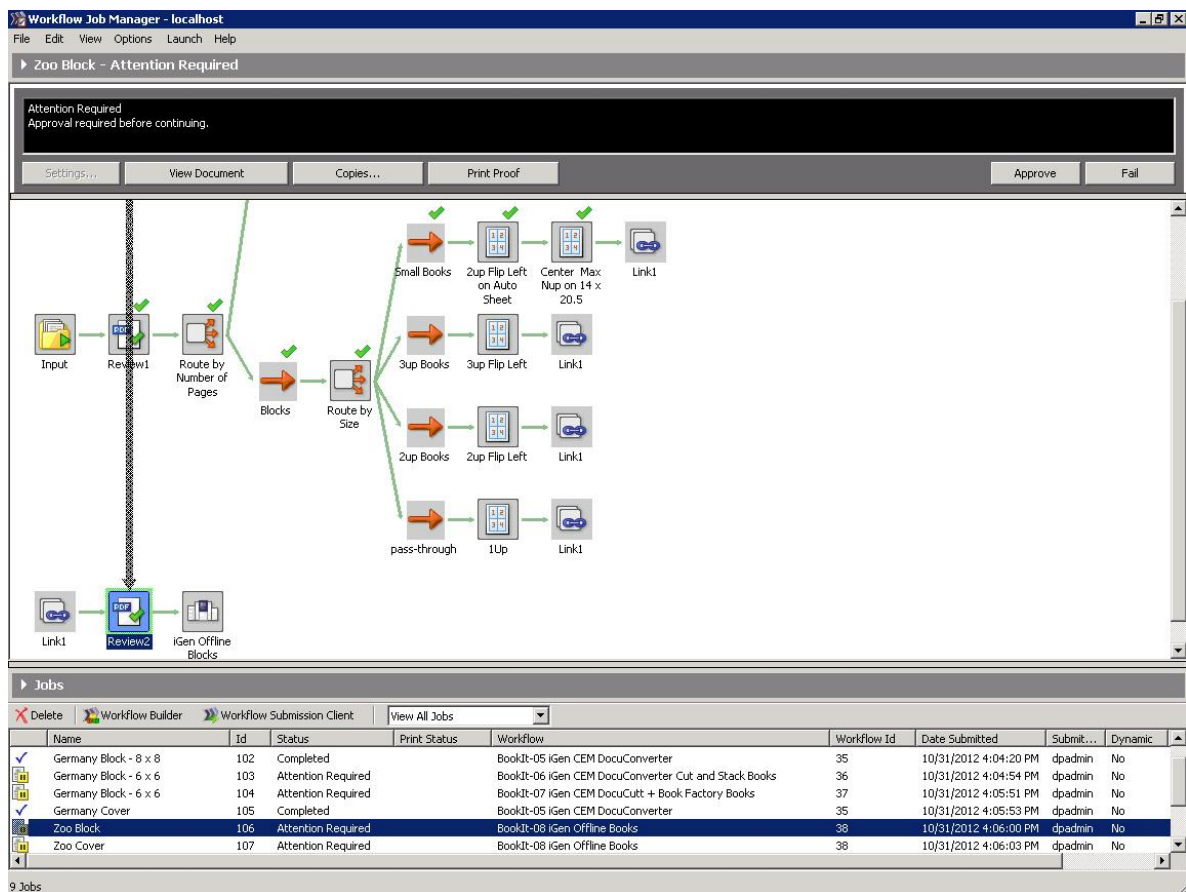 Workflow Job Manager - localhost
File Edit View Options Launch Help
Zoo Block - Attention Required
Attention Required
Approval required before continuing.
Settings... View Document Copies... Print Proof Approve Fail
Small Books 2up Flip Left on Auto Sheet Center Max Nup on 14 x 20.5 Link1
Input Review1 Route by Number of Pages
3up Books 3up Flip Left Link1
Blocks Route by Size
2up Books 2up Flip Left Link1
pass-through 1Up Link1
Link1 Review2 iGen Offline Blocks
Jobs
Delete Workflow Builder Workflow Submission Client View All Jobs
Name Id Status Print Status Workflow Workflow Id Date Submitted Submit... Dynamic
Germany Block - 8 x 8 102 Completed BookIt-05 iGen CEM DocuConverter 35 10/31/2012 4:04:20 PM dpadmin No
Germany Block - 6 x 6 103 Attention Required BookIt-06 iGen CEM DocuConverter Cut and Stack Books 36 10/31/2012 4:04:54 PM dpadmin No
Germany Block - 6 x 6 104 Attention Required BookIt-07 iGen CEM DocuCutt + Book Factory Books 37 10/31/2012 4:05:51 PM dpadmin No
Germany Cover 105 Completed BookIt-05 iGen CEM DocuConverter 35 10/31/2012 4:05:53 PM dpadmin No
Zoo Block 106 Attention Required BookIt-08 iGen Offline Books 38 10/31/2012 4:06:00 PM dpadmin No
Zoo Cover 107 Attention Required BookIt-08 iGen Offline Books 38 10/31/2012 4:06:03 PM dpadmin No
9 Jobs